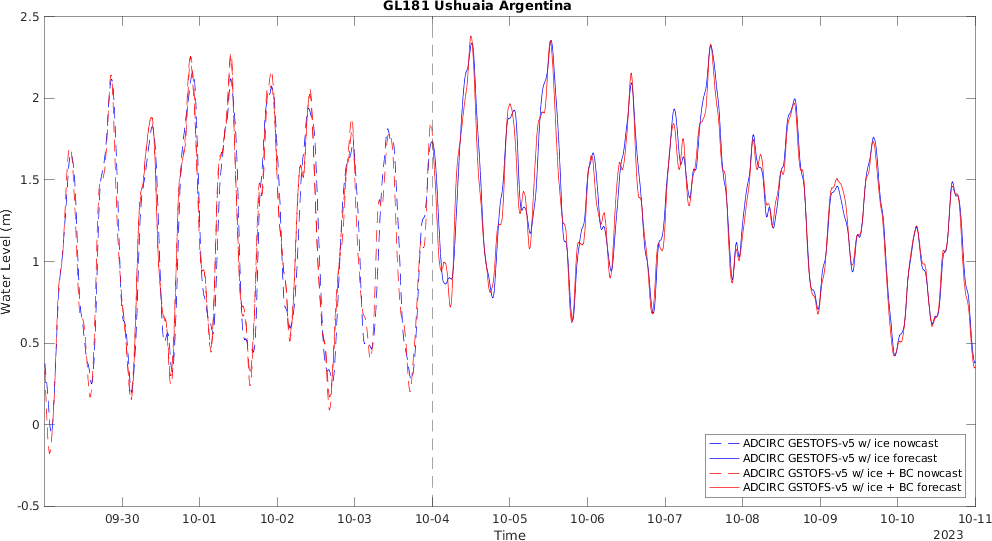 GL181 Ushuaia Argentina
2.5
2
1.5
1
0.5
0
-0.5
Water Level (m)
09-30 10-01 10-02 10-03 10-04 10-05 10-06 10-07 10-08 10-09 10-10 10-11
Time
2023
ADCIRC GESTOFS-v5 w/ ice nowcast
ADCIRC GESTOFS-v5 w/ ice forecast
ADCIRC GSTOFS-v5 w/ ice + BC nowcast
ADCIRC GSTOFS-v5 w/ ice + BC forecast